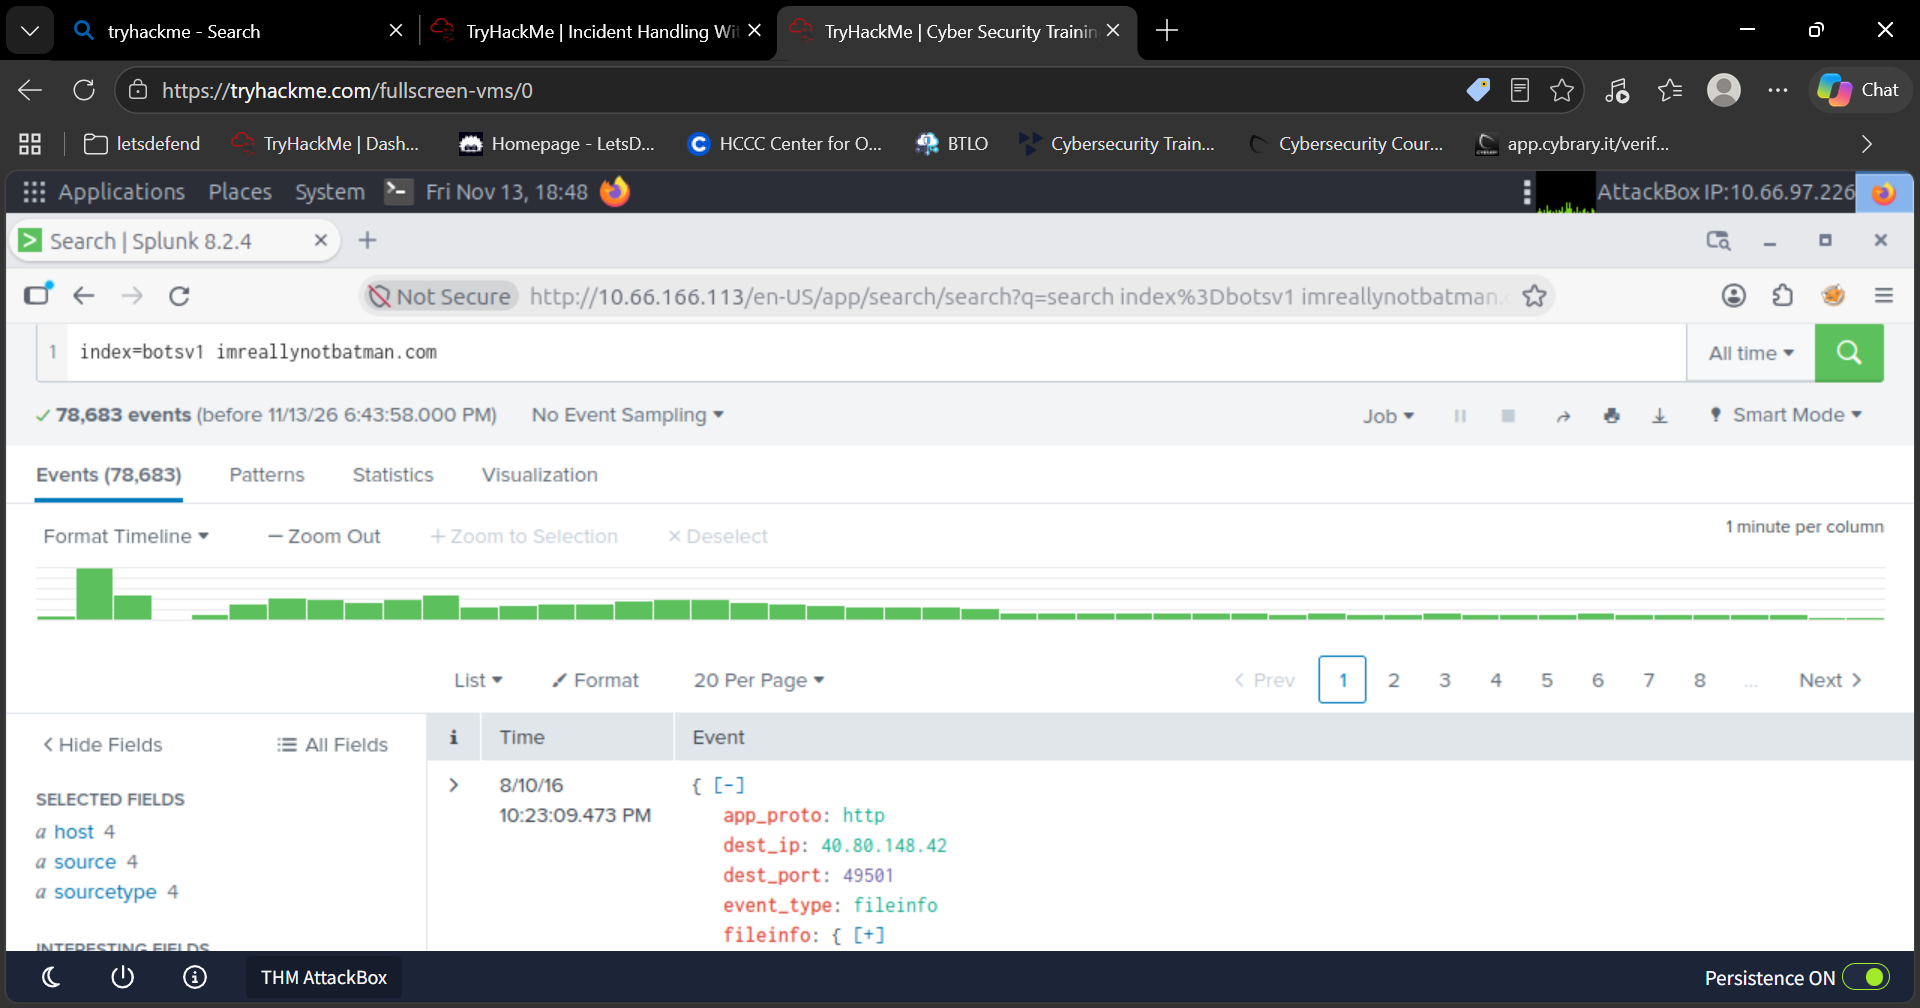 tryhackme - Search
TryHackMe | Incident Handling Wit
TryHackMe | Cyber Security Trainin
https://tryhackme.com/fullscreen-vms/0
Chat
letsdefend
TryHackMe | Dash...
Homepage - LetsD...
HCCC Center for O...
BTLO
Cybersecurity Train...
Cybersecurity Cour...
app.cybrary.it/verif...
Applications Places System Fri Nov 13, 18:48
AttackBox IP:10.66.97.226
Search | Splunk 8.2.4
Not Secure http://10.66.166.113/en-US/app/search/search?q=search index%3Dbotsv1 imreallynotbatman.
1 index=botsv1 imreallynotbatman.com
All time
78,683 events (before 11/13/26 6:43:58.000 PM) No Event Sampling
Job
Smart Mode
Events (78,683) Patterns Statistics Visualization
Format Timeline — Zoom Out + Zoom to Selection × Deselect
1 minute per column
List Format 20 Per Page
< Prev 1 2 3 4 5 6 7 8 ... Next >
< Hide Fields All Fields
i Time Event
SELECTED FIELDS
a host 4
a source 4
a sourcetype 4
INTERESTING FIELDS
> 8/10/16
10:23:09.473 PM
{ [-]
app_proto: http
dest_ip: 40.80.148.42
dest_port: 49501
event_type: fileinfo
fileinfo: { [+]
THM AttackBox
Persistence ON